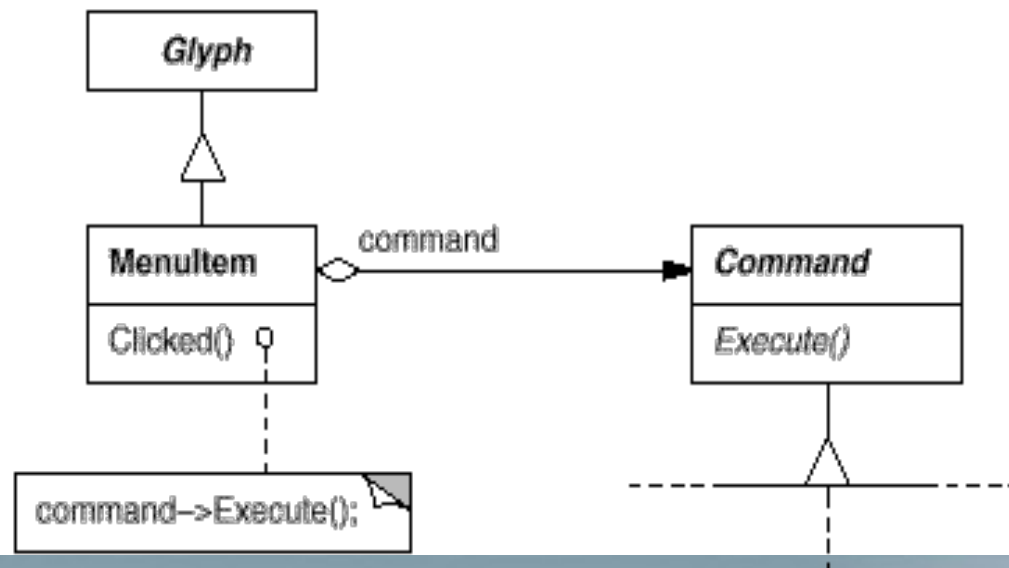 Glyph
command
MenuItem
Command
Clicked()
Execute()
command->Execute();